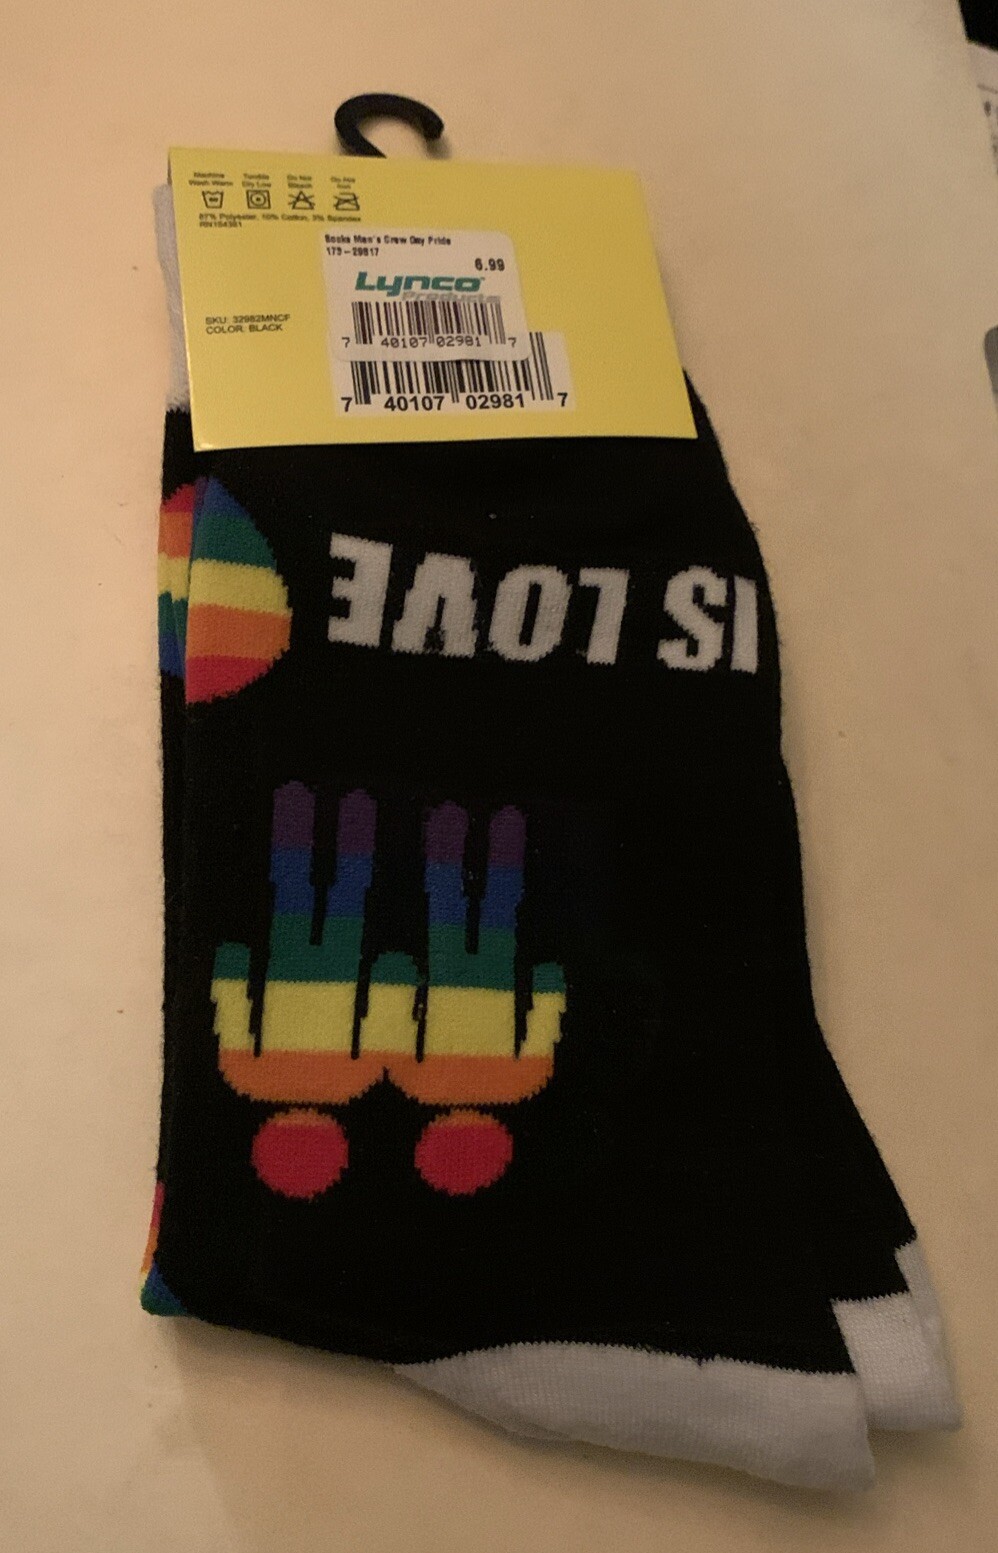 Machine Wash Warm
Tumble Dry Low
Do Not Bleach
Do Not Iron
87% Polyester, 10% Cotton, 3% Spandex
RN154381
Socks Men's Crew Gay Pride
173-29817
6.99
Lynco
Products
7 40107 02981 7
SKU: 32982MNCF
COLOR: BLACK
7 40107 02981 7
IS LOVE